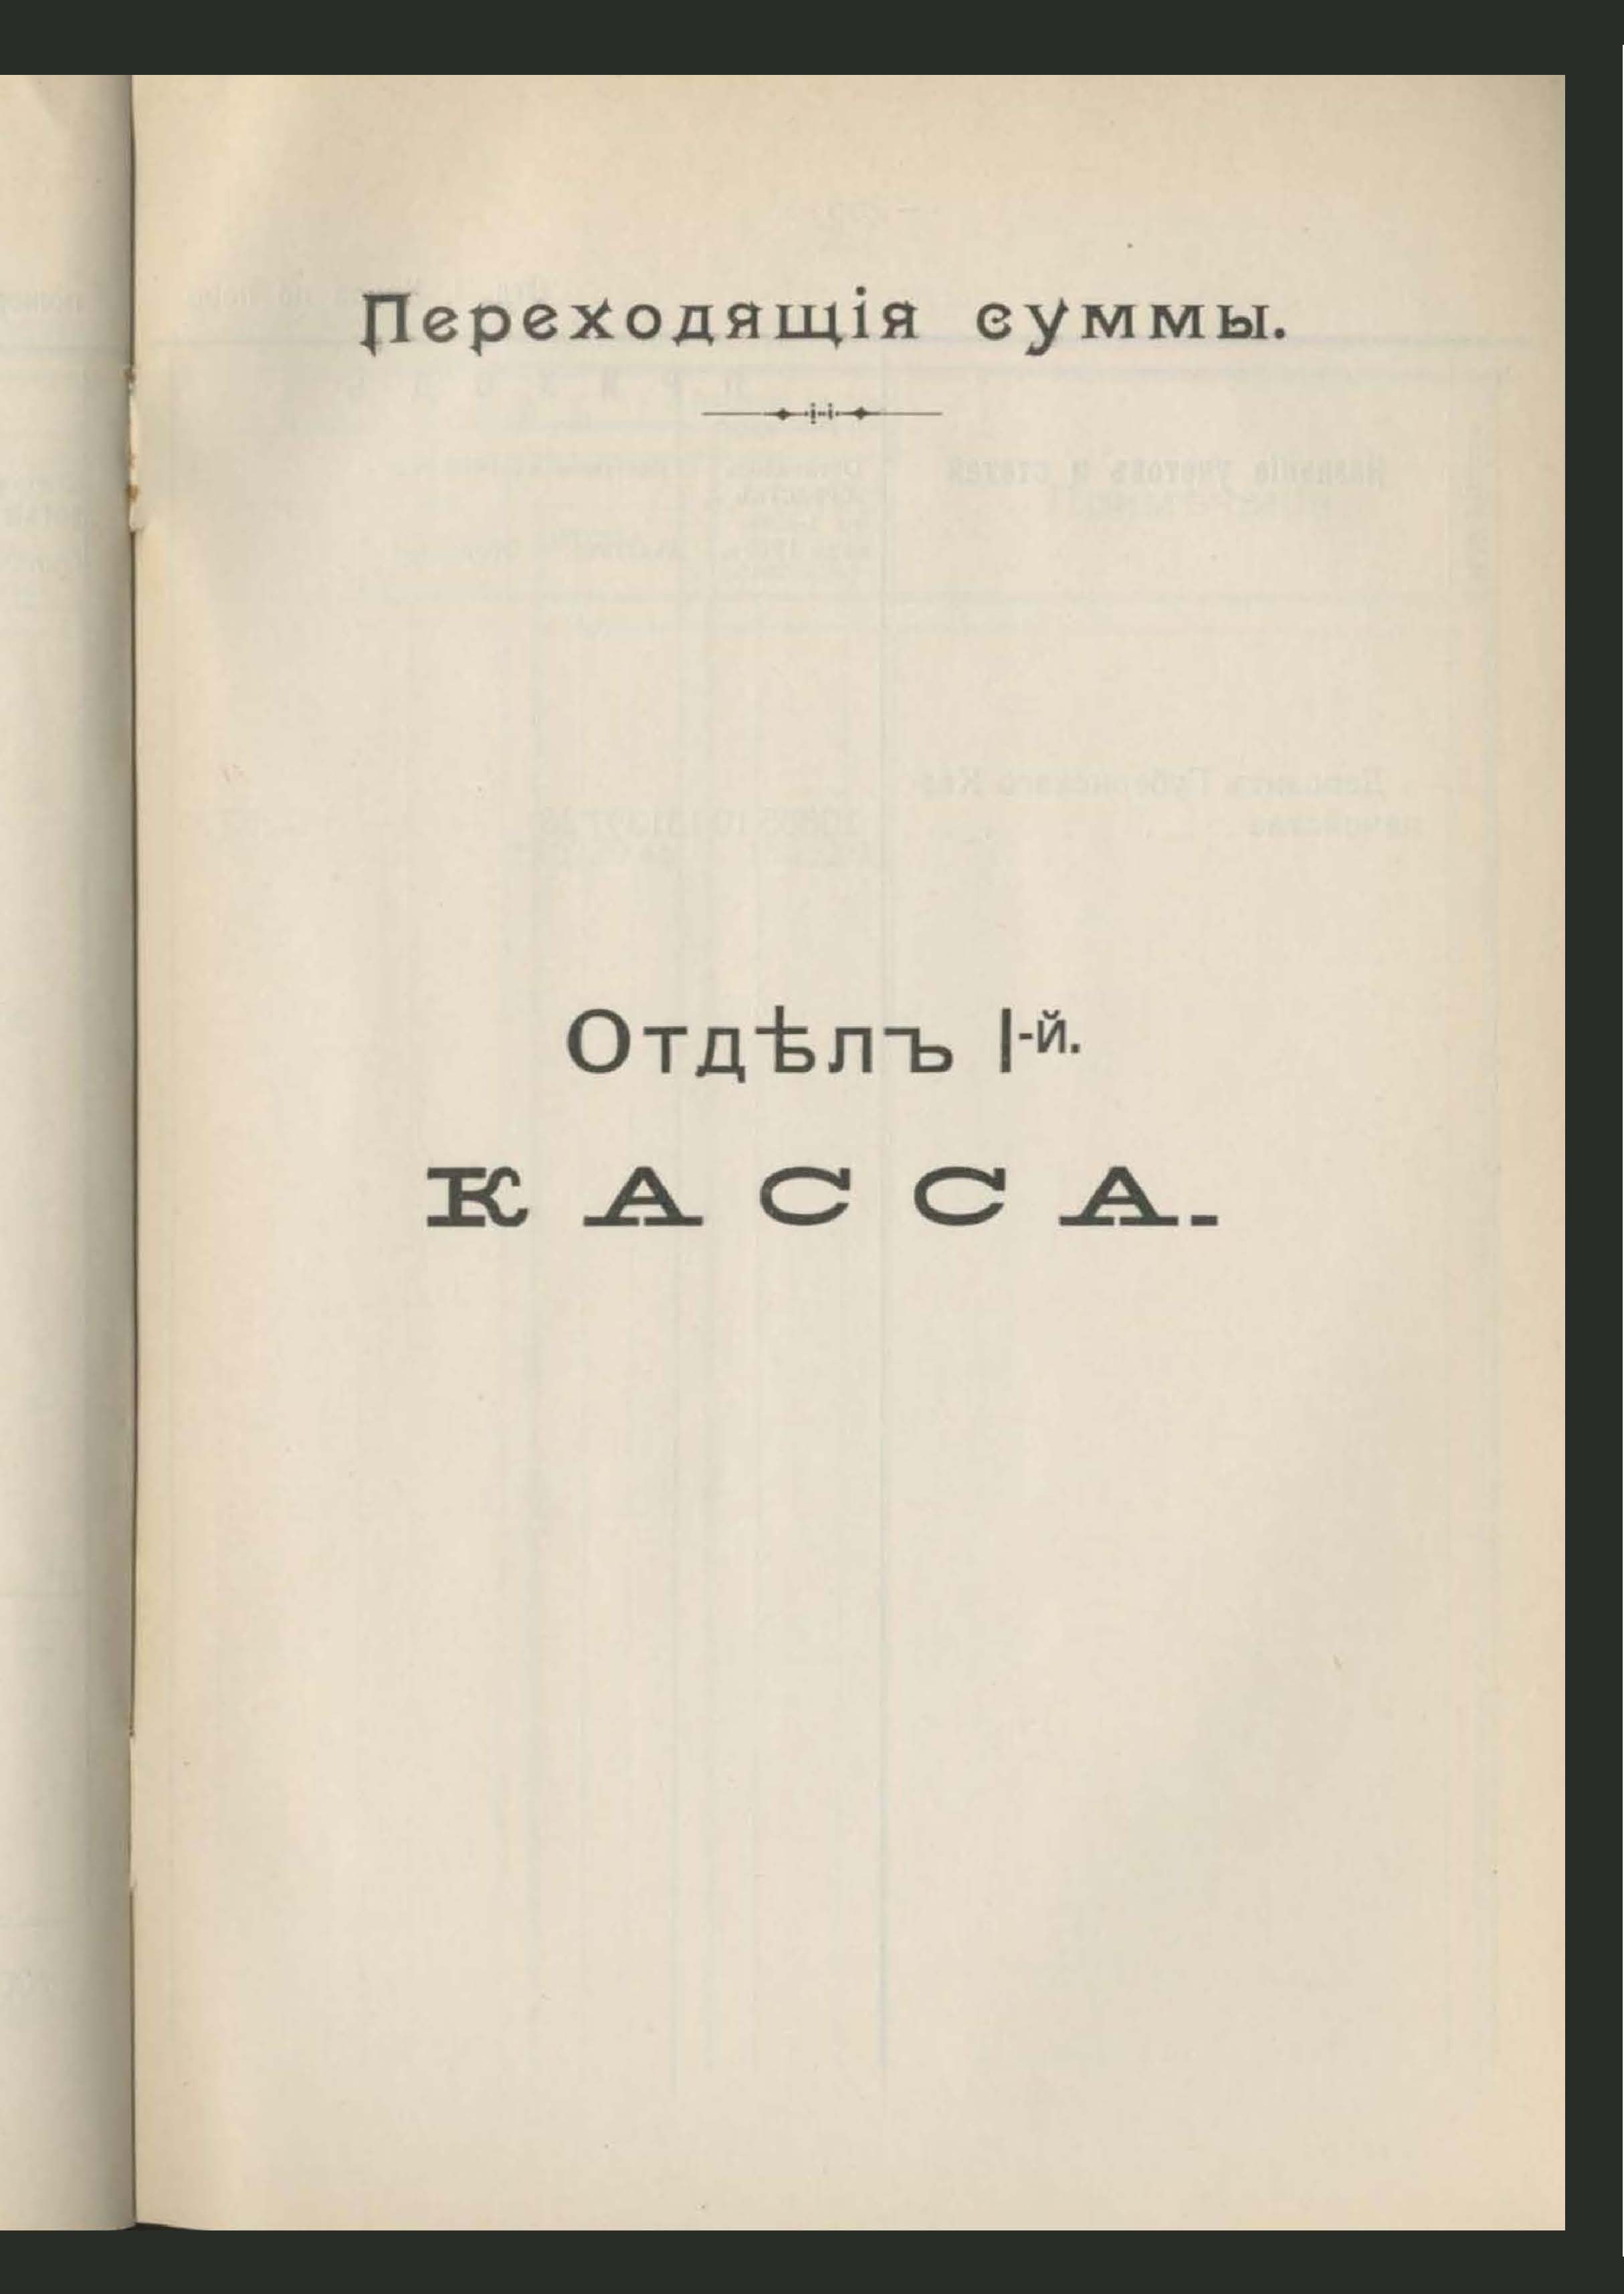 Переходящія суммы.
Отдѣлъ I-й.
КАССА.